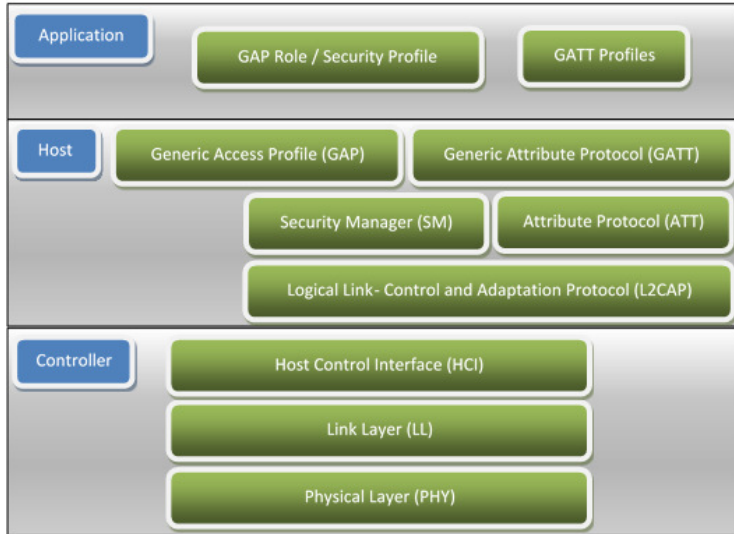 Application
GAP Role / Security Profile
GATT Profiles
Host
Generic Access Profile (GAP)
Generic Attribute Protocol (GATT)
Security Manager (SM)
Attribute Protocol (ATT)
Logical Link- Control and Adaptation Protocol (L2CAP)
Controller
Host Control Interface (HCI)
Link Layer (LL)
Physical Layer (PHY)